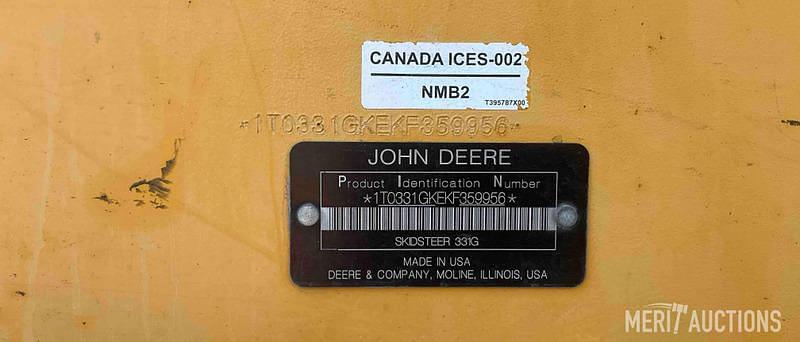 CANADA ICES-002
NMB2
T395787X00
*1T0331GKEKF359956*
JOHN DEERE
Product Identification Number
*1T0331GKEKF359956*
SKIDSTEER 331G
MADE IN USA
DEERE & COMPANY, MOLINE, ILLINOIS, USA
MERIT AUCTIONS